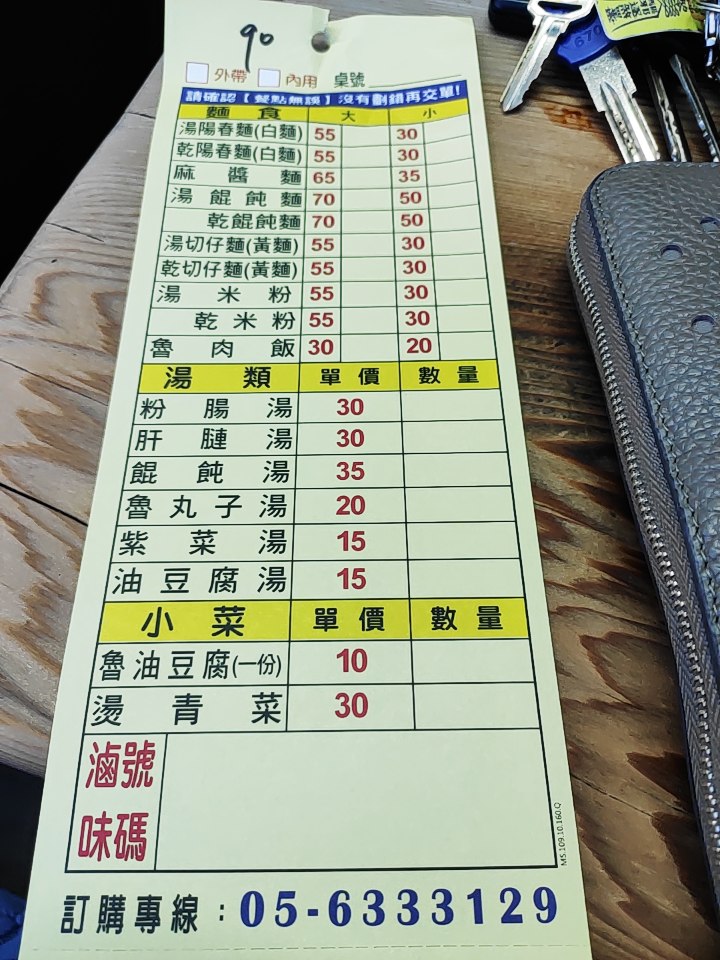 90
外帶 內用 桌號
請確認【餐點無誤】沒有劃錯再交單!
麵食 大 小
湯陽春麵(白麵) 55 30
乾陽春麵(白麵) 55 30
麻醬麵 65 35
湯餛飩麵 70 50
乾餛飩麵 70 50
湯切仔麵(黃麵) 55 30
乾切仔麵(黃麵) 55 30
湯米粉 55 30
乾米粉 55 30
魯肉飯 30 20
湯類 單價 數量
粉腸湯 30
肝膽湯 30
餛飩湯 35
魯丸子湯 20
紫菜湯 15
油豆腐湯 15
小菜 單價 數量
魯油豆腐(一份) 10
燙青菜 30
滷號
味碼
MS.109.10.160.Q
訂購專線:05-6333129
670